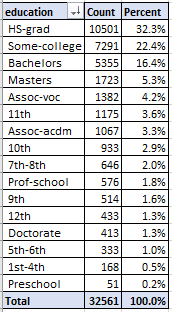 education Count Percent
HS-grad 10501 32.3%
Some-college 7291 22.4%
Bachelors 5355 16.4%
Masters 1723 5.3%
Assoc-voc 1382 4.2%
11th 1175 3.6%
Assoc-acdm 1067 3.3%
10th 933 2.9%
7th-8th 646 2.0%
Prof-school 576 1.8%
9th 514 1.6%
12th 433 1.3%
Doctorate 413 1.3%
5th-6th 333 1.0%
1st-4th 168 0.5%
Preschool 51 0.2%
Total 32561 100.0%